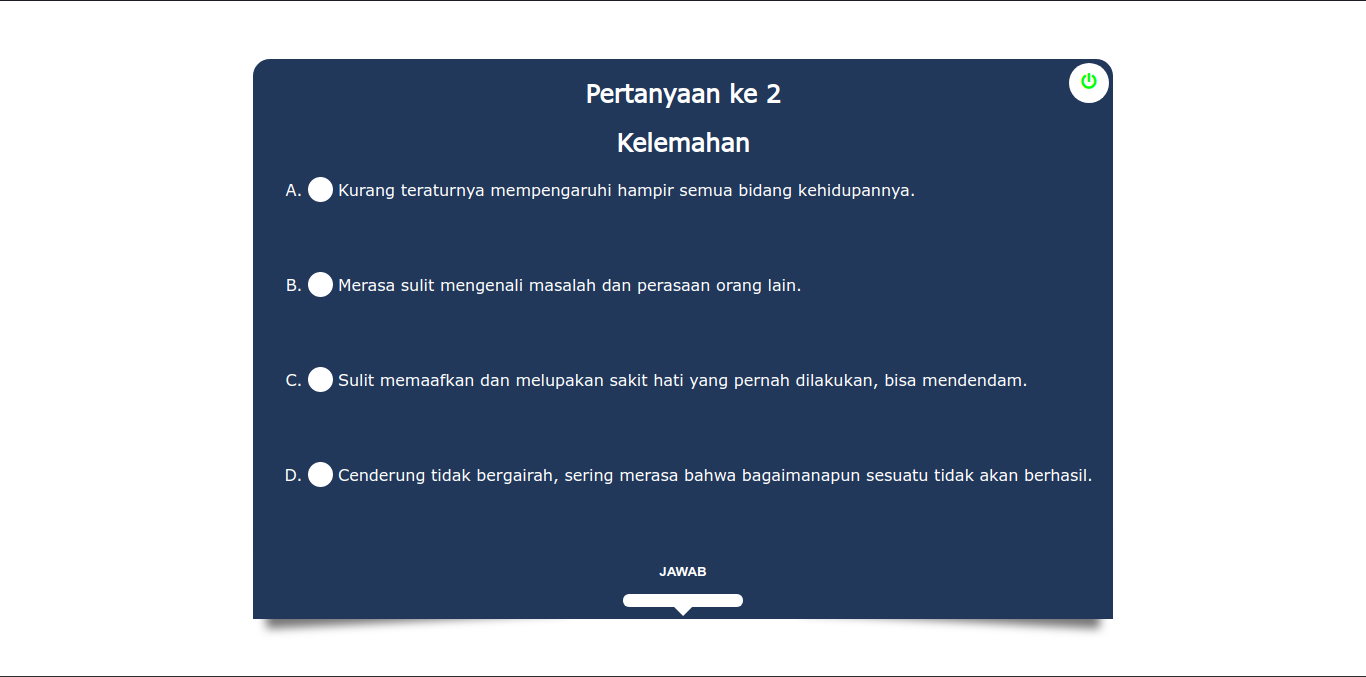 Pertanyaan ke 2
Kelemahan
A. Kurang teraturnya mempengaruhi hampir semua bidang kehidupannya.
B. Merasa sulit mengenali masalah dan perasaan orang lain.
C. Sulit memaafkan dan melupakan sakit hati yang pernah dilakukan, bisa mendendam.
D. Cenderung tidak bergairah, sering merasa bahwa bagaimanapun sesuatu tidak akan berhasil.
JAWAB